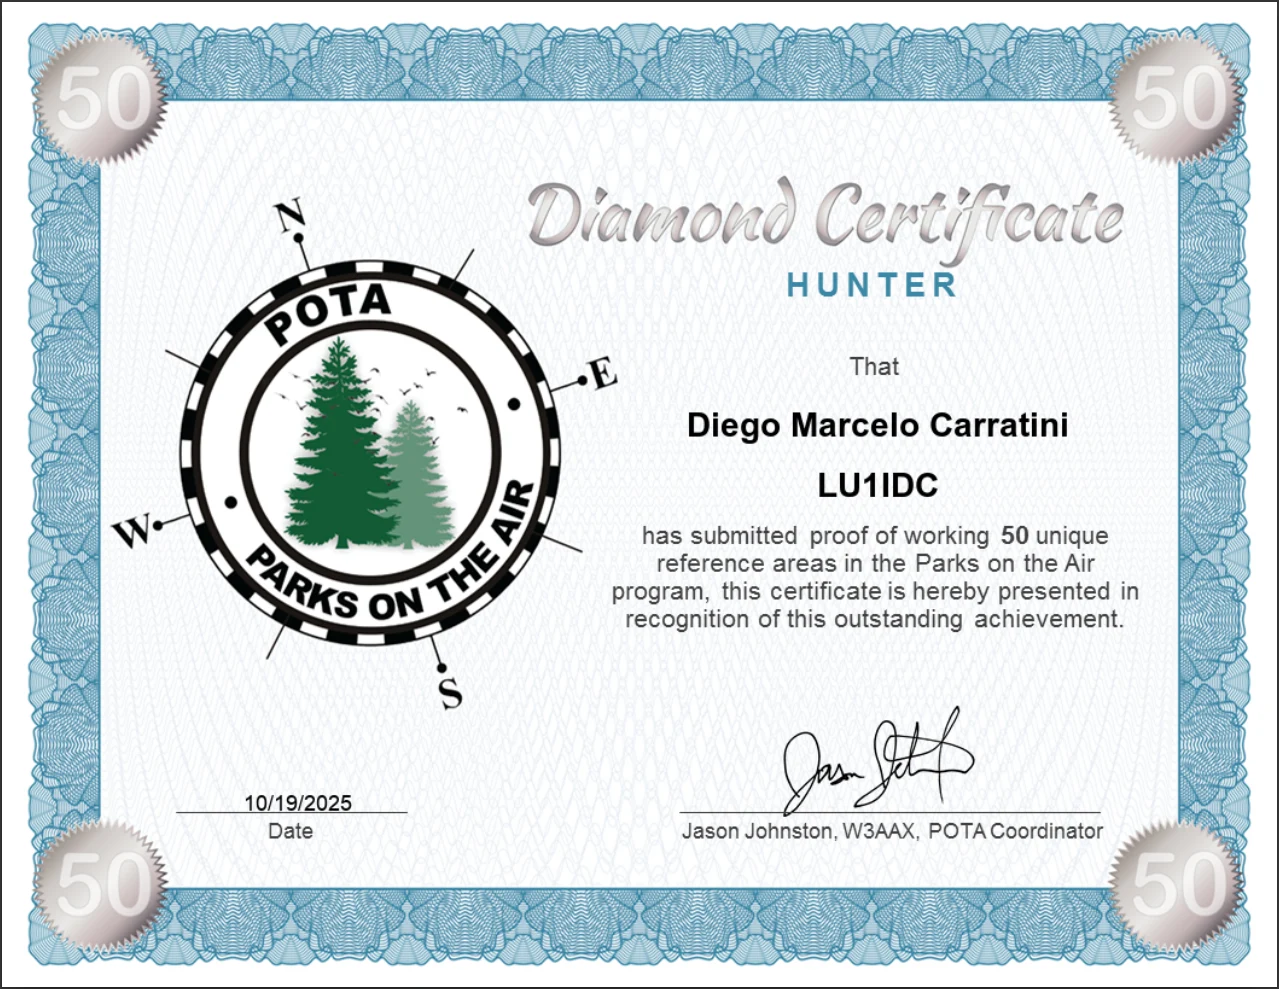 50
50
Diamond Certificate
HUNTER
N
E
W
S
POTA
PARKS ON THE AIR
That
Diego Marcelo Carratini
LU1IDC
has submitted proof of working 50 unique
reference areas in the Parks on the Air
program, this certificate is hereby presented in
recognition of this outstanding achievement.
10/19/2025
Date
Jason Johnston, W3AAX, POTA Coordinator
50
50